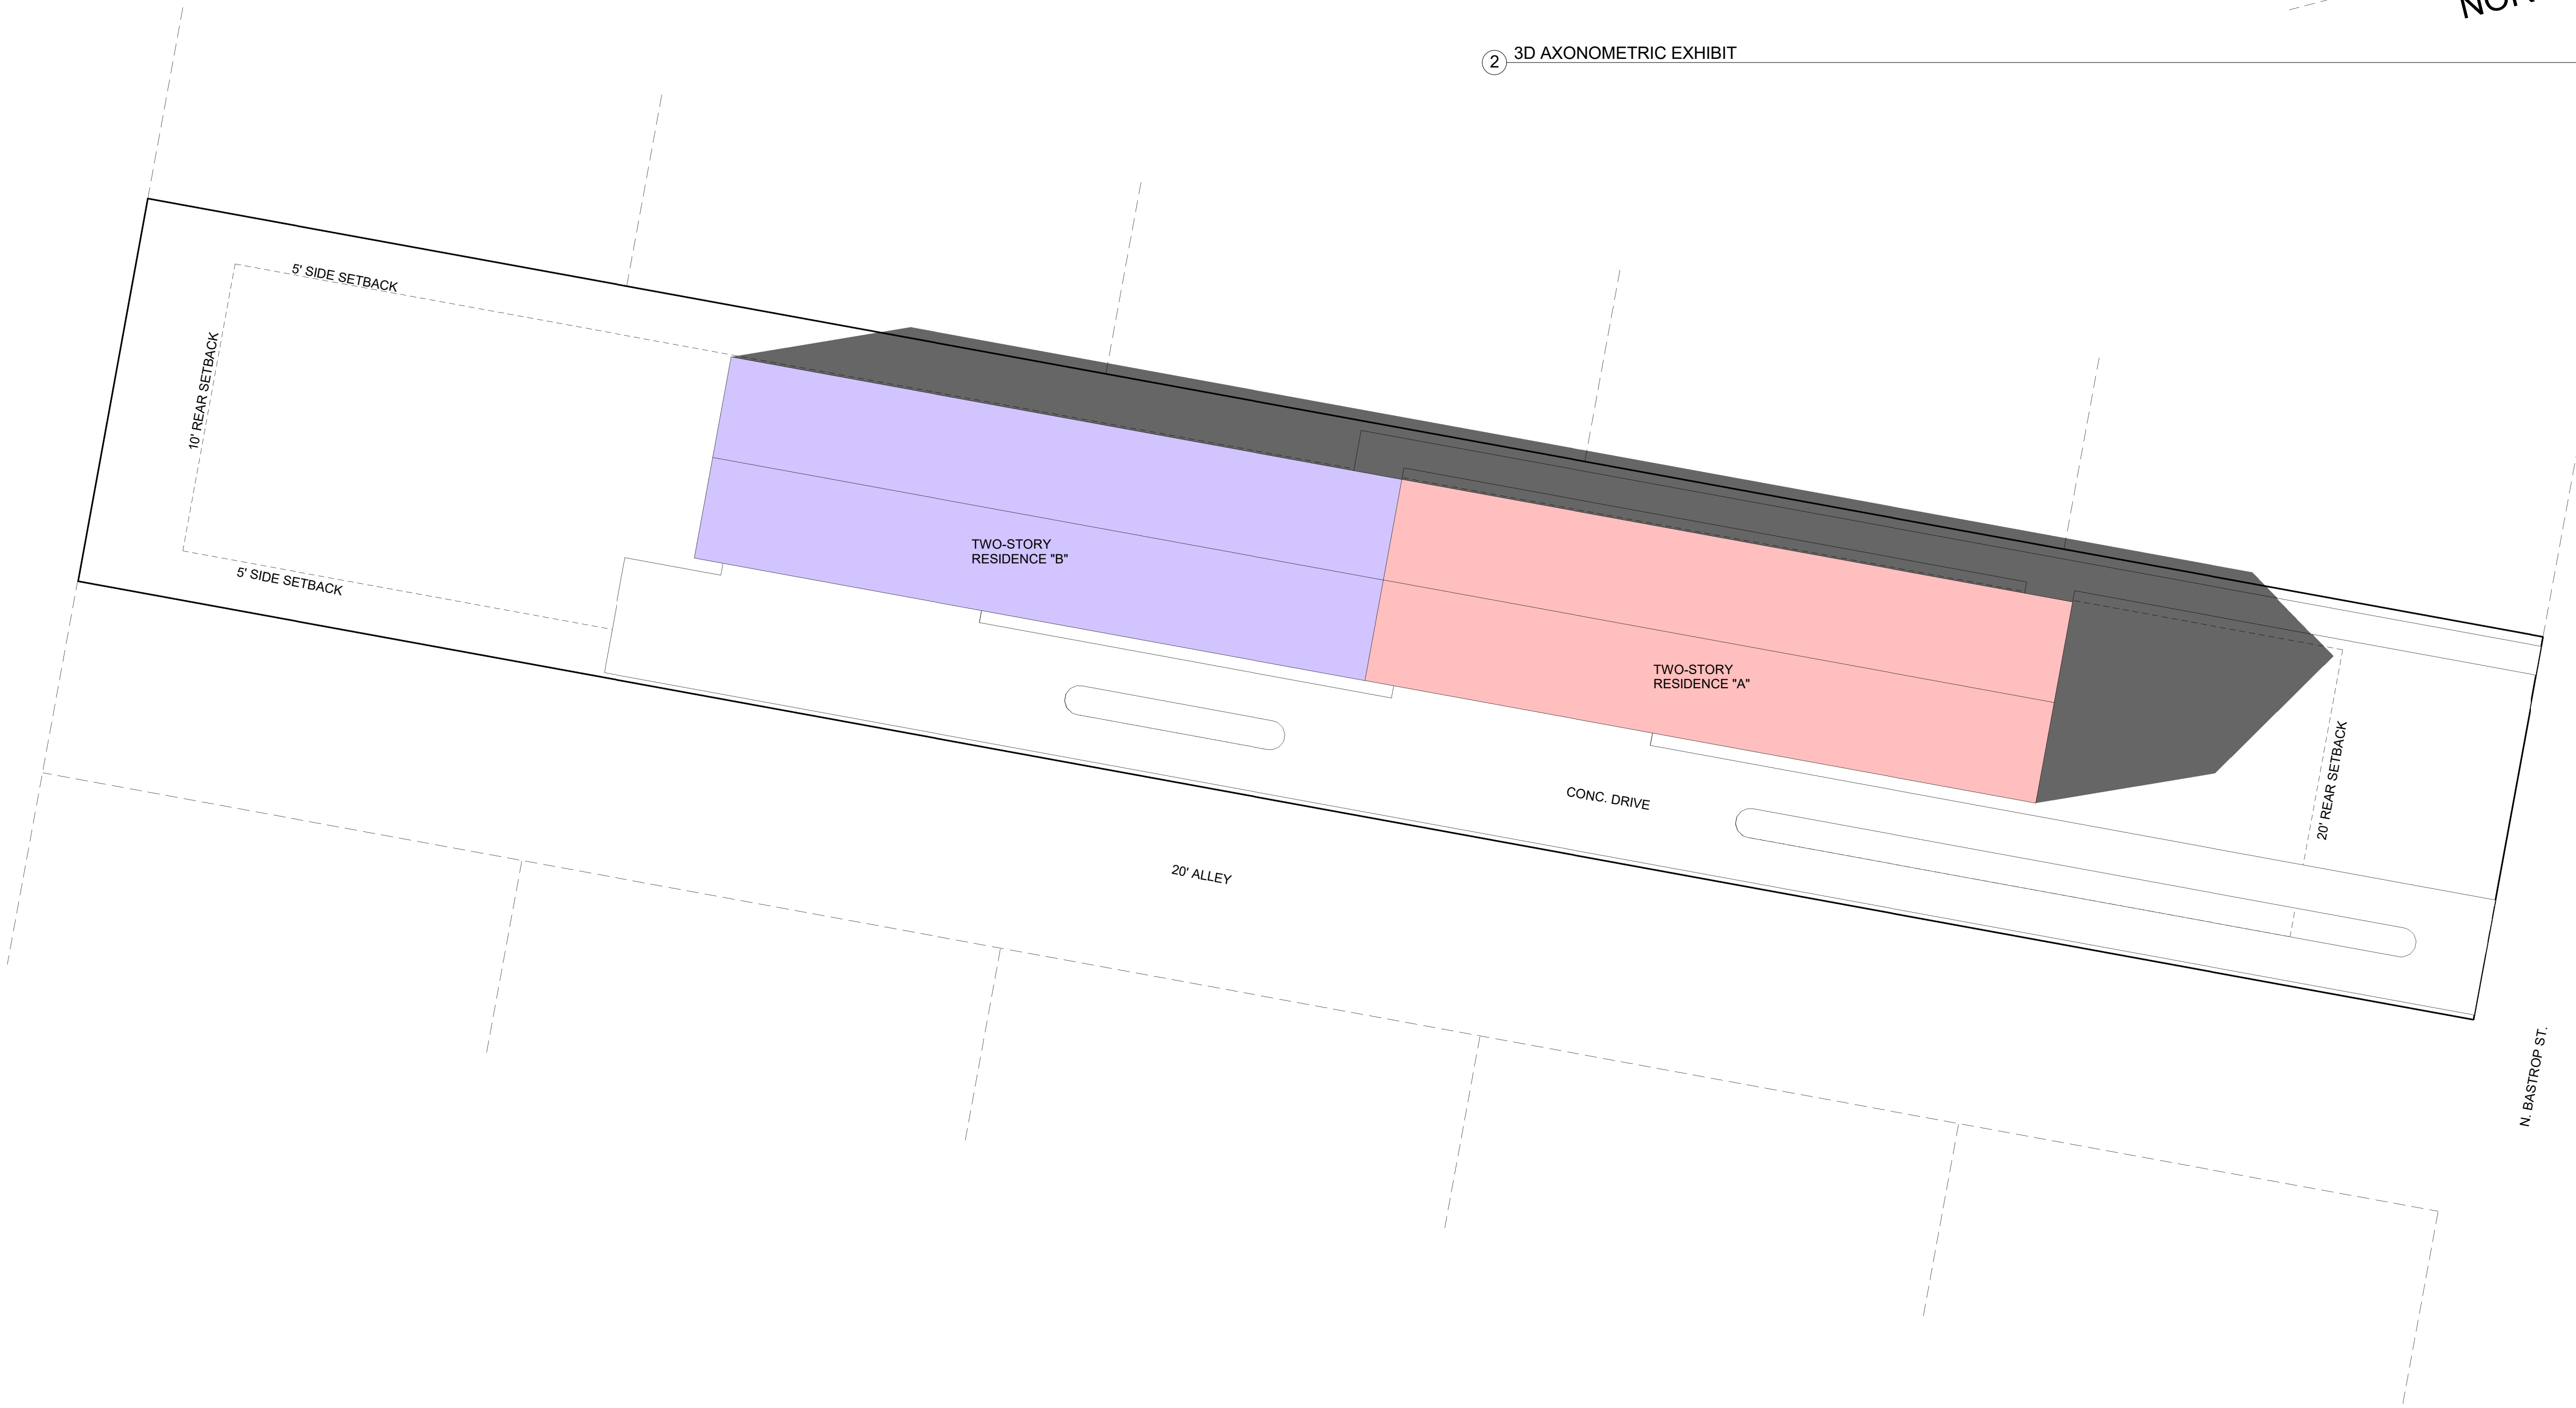 2
3D AXONOMETRIC EXHIBIT
5' SIDE SETBACK
10' REAR SETBACK
5' SIDE SETBACK
TWO-STORY
RESIDENCE "B"
TWO-STORY
RESIDENCE "A"
CONC. DRIVE
20' REAR SETBACK
20' ALLEY
N. BASTROP ST.